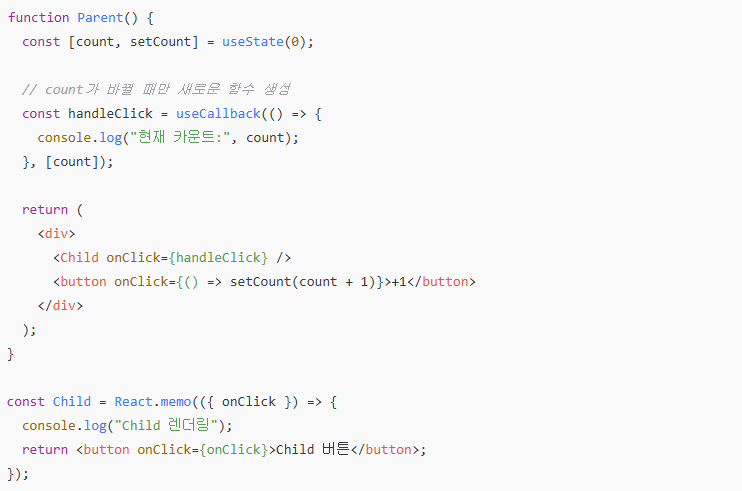 function Parent() {
  const [count, setCount] = useState(0);

  // count가 바뀔 때만 새로운 함수 생성
  const handleClick = useCallback(() => {
    console.log("현재 카운트:", count);
  }, [count]);

  return (
    <div>
      <Child onClick={handleClick} />
      <button onClick={() => setCount(count + 1)}>+1</button>
    </div>
  );
}

const Child = React.memo(({ onClick }) => {
  console.log("Child 렌더링");
  return <button onClick={onClick}>Child 버튼</button>;
});